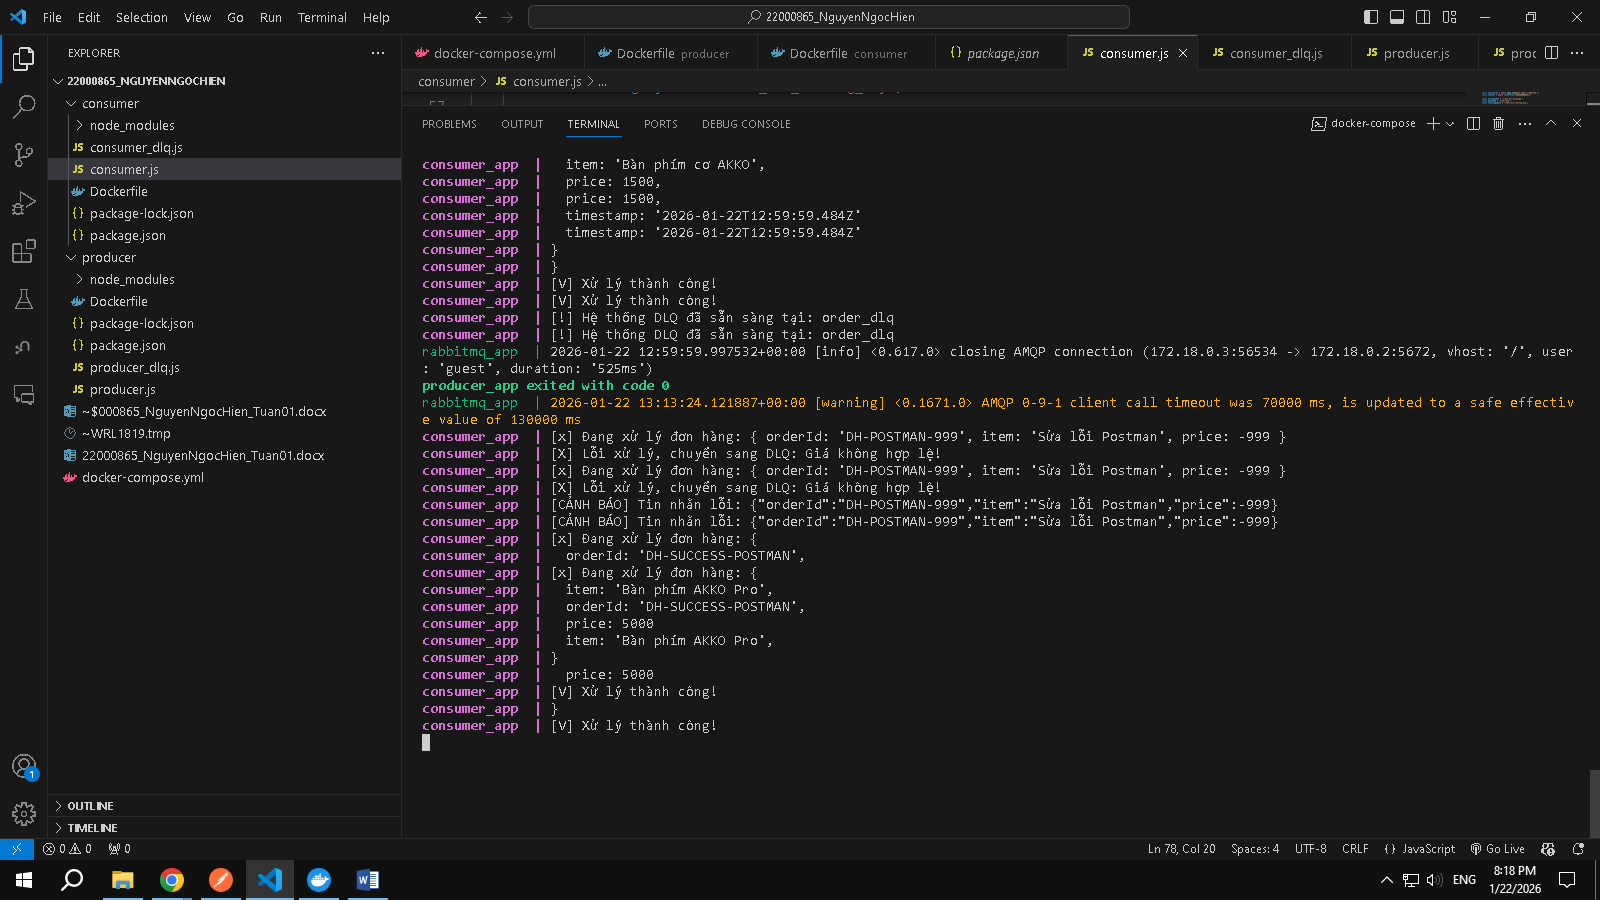 File Edit Selection View Go Run Terminal Help
22000865_NguyenNgocHien
EXPLORER
22000865_NGUYENNGOCHIEN
consumer
node_modules
JS consumer_dlq.js
JS consumer.js
Dockerfile
{} package-lock.json
{} package.json
producer
node_modules
Dockerfile
{} package-lock.json
{} package.json
JS producer_dlq.js
JS producer.js
~$000865_NguyenNgocHien_Tuan01.docx
~WRL1819.tmp
22000865_NguyenNgocHien_Tuan01.docx
docker-compose.yml
OUTLINE
TIMELINE
docker-compose.yml Dockerfile producer Dockerfile consumer {} package.json JS consumer.js JS consumer_dlq.js JS producer.js JS proc
consumer > JS consumer.js > ...
57
PROBLEMS OUTPUT TERMINAL PORTS DEBUG CONSOLE
docker-compose
consumer_app | item: 'Bàn phím cơ AKKO',
consumer_app | price: 1500,
consumer_app | price: 1500,
consumer_app | timestamp: '2026-01-22T12:59:59.484Z'
consumer_app | timestamp: '2026-01-22T12:59:59.484Z'
consumer_app | }
consumer_app | }
consumer_app | [V] Xử lý thành công!
consumer_app | [V] Xử lý thành công!
consumer_app | [!] Hệ thống DLQ đã sẵn sàng tại: order_dlq
consumer_app | [!] Hệ thống DLQ đã sẵn sàng tại: order_dlq
rabbitmq_app | 2026-01-22 12:59:59.997532+00:00 [info] <0.617.0> closing AMQP connection (172.18.0.3:56534 -> 172.18.0.2:5672, vhost: '/', user
: 'guest', duration: '525ms')
producer_app exited with code 0
rabbitmq_app | 2026-01-22 13:13:24.121887+00:00 [warning] <0.1671.0> AMQP 0-9-1 client call timeout was 70000 ms, is updated to a safe effectiv
e value of 130000 ms
consumer_app | [x] Đang xử lý đơn hàng: { orderId: 'DH-POSTMAN-999', item: 'Sửa lỗi Postman', price: -999 }
consumer_app | [X] Lỗi xử lý, chuyển sang DLQ: Giá không hợp lệ!
consumer_app | [x] Đang xử lý đơn hàng: { orderId: 'DH-POSTMAN-999', item: 'Sửa lỗi Postman', price: -999 }
consumer_app | [X] Lỗi xử lý, chuyển sang DLQ: Giá không hợp lệ!
consumer_app | [CẢNH BÁO] Tin nhắn lỗi: {"orderId":"DH-POSTMAN-999","item":"Sửa lỗi Postman","price":-999}
consumer_app | [CẢNH BÁO] Tin nhắn lỗi: {"orderId":"DH-POSTMAN-999","item":"Sửa lỗi Postman","price":-999}
consumer_app | [x] Đang xử lý đơn hàng: {
consumer_app | orderId: 'DH-SUCCESS-POSTMAN',
consumer_app | [x] Đang xử lý đơn hàng: {
consumer_app | item: 'Bàn phím AKKO Pro',
consumer_app | orderId: 'DH-SUCCESS-POSTMAN',
consumer_app | price: 5000
consumer_app | item: 'Bàn phím AKKO Pro',
consumer_app | }
consumer_app | price: 5000
consumer_app | [V] Xử lý thành công!
consumer_app | }
consumer_app | [V] Xử lý thành công!
0 0 0 Ln 78, Col 20 Spaces: 4 UTF-8 CRLF {} JavaScript Go Live
1
ENG
8:18 PM
1/22/2026